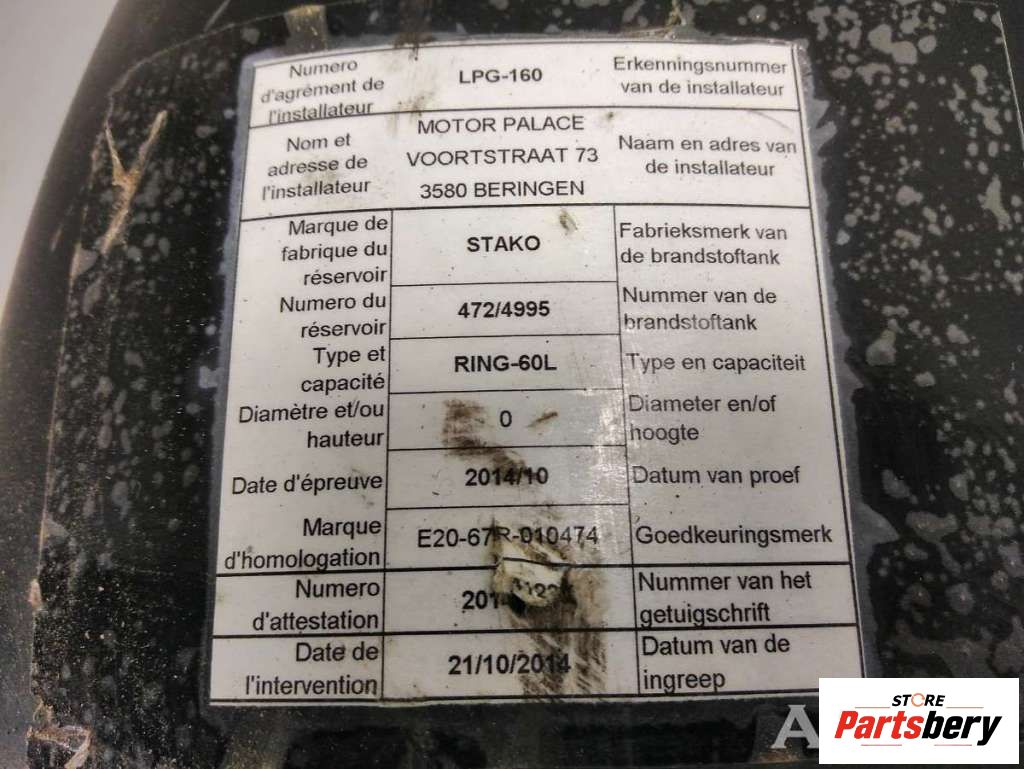 Numero
d'agrément de
l'installateur
LPG-160
Erkenningsnummer
van de installateur
Nom et
adresse de
l'installateur
MOTOR PALACE
VOORTSTRAAT 73
3580 BERINGEN
Naam en adres van
de installateur
Marque de
fabrique du
réservoir
STAKO
Fabrieksmerk van
de brandstoftank
Numero du
réservoir
472/4995
Nummer van de
brandstoftank
Type et
capacité
RING-60L
Type en capaciteit
Diamètre et/ou
hauteur
0
Diameter en/of
hoogte
Date d'épreuve
2014/10
Datum van proef
Marque
d'homologation
E20-67R-010474
Goedkeuringsmerk
Numero
d'attestation
Nummer van het
getuigschrift
Date de
l'intervention
21/10/2014
Datum van de
ingreep
STORE
Partsbery